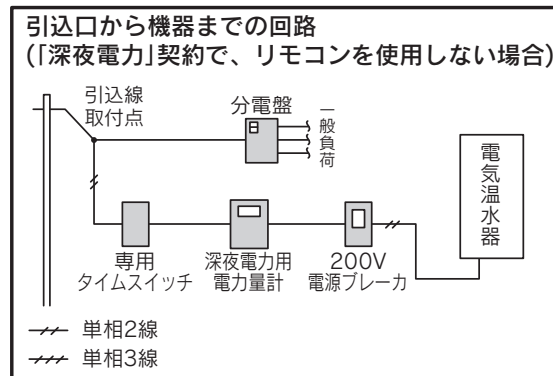 引込口から機器までの回路
(｢深夜電力｣契約で、リモコンを使用しない場合)
引込線
取付点
分電盤
一般負荷
電気温水器
専用
タイムスイッチ
深夜電力用
電力量計
200V
電源ブレーカ
単相2線
単相3線